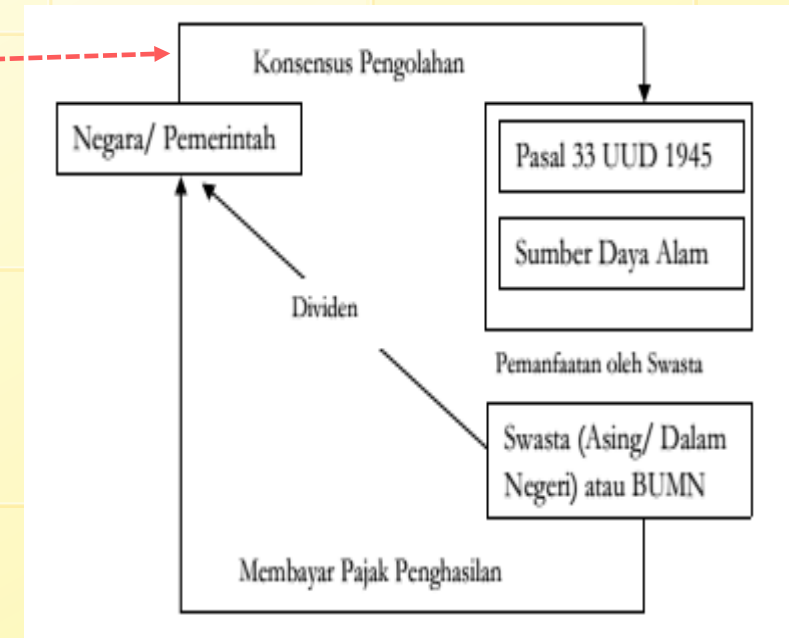 Konsensus Pengolahan
Negara/ Pemerintah
Pasal 33 UUD 1945
Sumber Daya Alam
Dividen
Pemanfaatan oleh Swasta
Swasta (Asing/ Dalam
Negeri) atau BUMN
Membayar Pajak Penghasilan